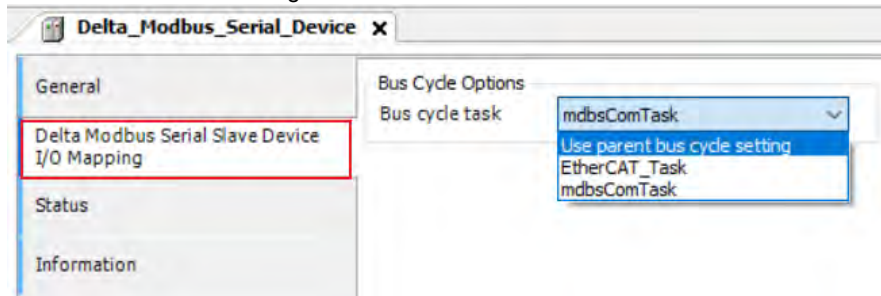 Delta_Modbus_Serial_Device X
General
Delta Modbus Serial Slave Device
I/O Mapping
Status
Information
Bus Cycle Options
Bus cycle task
mdbsComTask
Use parent bus cycle setting
EtherCAT_Task
mdbsComTask